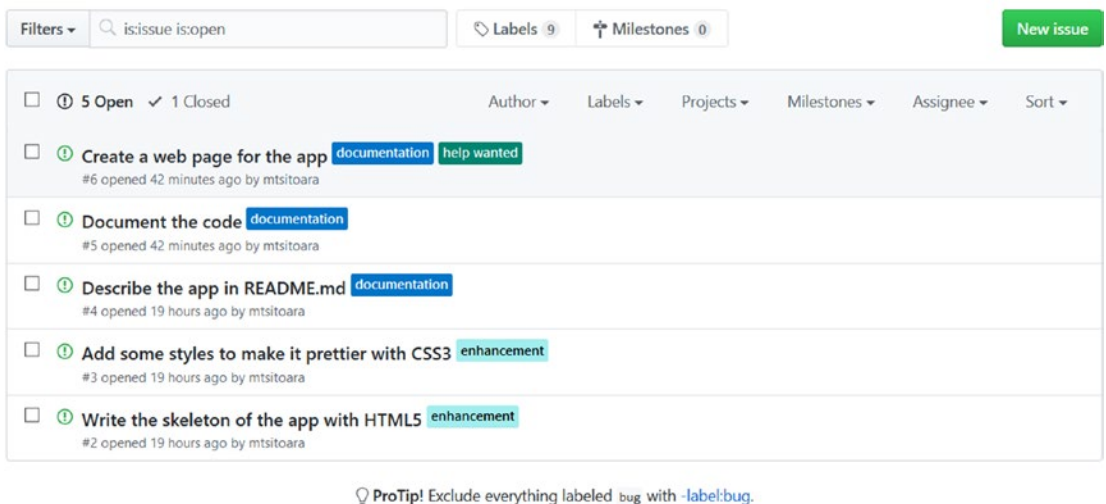 Filters is:issue is:open Labels 9 Milestones 0 New issue
5 Open 1 Closed Author Labels Projects Milestones Assignee Sort
Create a web page for the app documentation help wanted
#6 opened 42 minutes ago by mtsitoara
Document the code documentation
#5 opened 42 minutes ago by mtsitoara
Describe the app in README.md documentation
#4 opened 19 hours ago by mtsitoara
Add some styles to make it prettier with CSS3 enhancement
#3 opened 19 hours ago by mtsitoara
Write the skeleton of the app with HTML5 enhancement
#2 opened 19 hours ago by mtsitoara
ProTip! Exclude everything labeled bug with -label:bug.